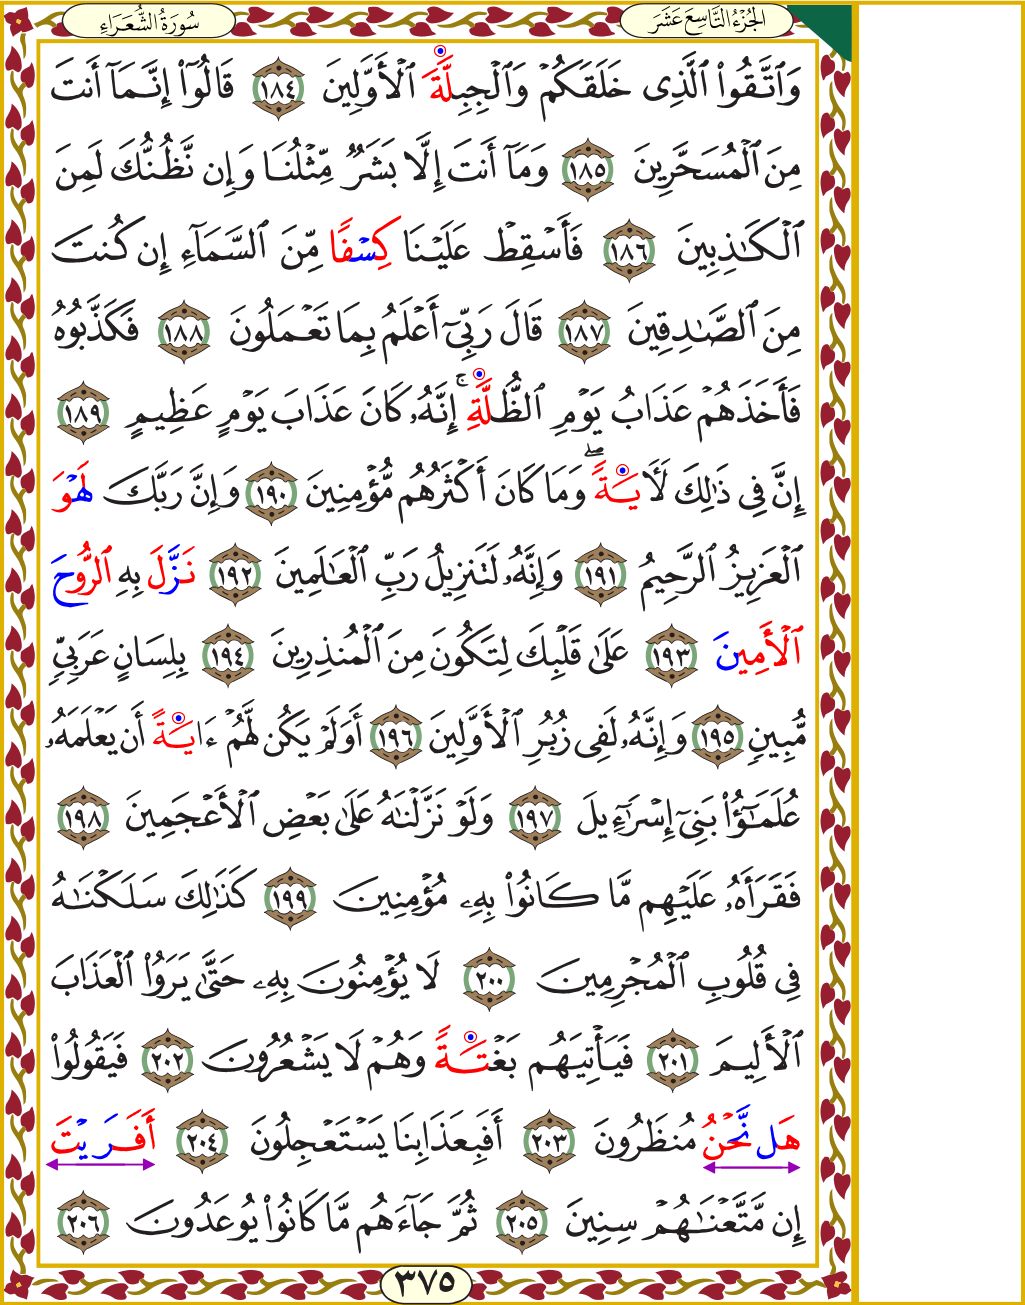 الجُزْءُ التَّاسِعَ عَشَرَ
سُورَةُ الشُّعَرَاءِ
وَٱتَّقُوا۟ ٱلَّذِى خَلَقَكُمْ وَٱلْجِبِلَّةَ ٱلْأَوَّلِينَ ١٨٤ قَالُوٓا۟ إِنَّمَآ أَنتَ
مِنَ ٱلْمُسَحَّرِينَ ١٨٥ وَمَآ أَنتَ إِلَّا بَشَرٌ مِّثْلُنَا وَإِن نَّظُنُّكَ لَمِنَ
ٱلْكَـٰذِبِينَ ١٨٦ فَأَسْقِطْ عَلَيْنَا كِسْفًا مِّنَ ٱلسَّمَآءِ إِن كُنتَ
مِنَ ٱلصَّـٰدِقِينَ ١٨٧ قَالَ رَبِّىٓ أَعْلَمُ بِمَا تَعْمَلُونَ ١٨٨ فَكَذَّبُوهُ
فَأَخَذَهُمْ عَذَابُ يَوْمِ ٱلظُّلَّةِ ۚ إِنَّهُۥ كَانَ عَذَابَ يَوْمٍ عَظِيمٍ ١٨٩
إِنَّ فِى ذَٰلِكَ لَـَٔايَةً ۖ وَمَا كَانَ أَكْثَرُهُم مُّؤْمِنِينَ ١٩٠ وَإِنَّ رَبَّكَ لَهْوَ
ٱلْعَزِيزُ ٱلرَّحِيمُ ١٩١ وَإِنَّهُۥ لَتَنزِيلُ رَبِّ ٱلْعَـٰلَمِينَ ١٩٢ نَزَّلَ بِهِ ٱلرُّوحَ
ٱلْأَمِينَ ١٩٣ عَلَىٰ قَلْبِكَ لِتَكُونَ مِنَ ٱلْمُنذِرِينَ ١٩٤ بِلِسَانٍ عَرَبِىٍّ
مُّبِينٍ ١٩٥ وَإِنَّهُۥ لَفِى زُبُرِ ٱلْأَوَّلِينَ ١٩٦ أَوَلَمْ يَكُن لَّهُمْ ءَايَةً أَن يَعْلَمَهُۥ
عُلَمَـٰٓؤُا۟ بَنِىٓ إِسْرَٰٓءِيلَ ١٩٧ وَلَوْ نَزَّلْنَـٰهُ عَلَىٰ بَعْضِ ٱلْأَعْجَمِينَ ١٩٨
فَقَرَأَهُۥ عَلَيْهِم مَّا كَانُوا۟ بِهِۦ مُؤْمِنِينَ ١٩٩ كَذَٰلِكَ سَلَكْنَـٰهُ
فِى قُلُوبِ ٱلْمُجْرِمِينَ ٢٠٠ لَا يُؤْمِنُونَ بِهِۦ حَتَّىٰ يَرَوُا۟ ٱلْعَذَابَ
ٱلْأَلِيمَ ٢٠١ فَيَأْتِيَهُم بَغْتَةً وَهُمْ لَا يَشْعُرُونَ ٢٠٢ فَيَقُولُوا۟
هَل نَّحْنُ مُنظَرُونَ ٢٠٣ أَفَبِعَذَابِنَا يَسْتَعْجِلُونَ ٢٠٤ أَفَرَيْتَ
إِن مَّتَّعْنَـٰهُمْ سِنِينَ ٢٠٥ ثُمَّ جَآءَهُم مَّا كَانُوا۟ يُوعَدُونَ ٢٠٦
٣٧٥